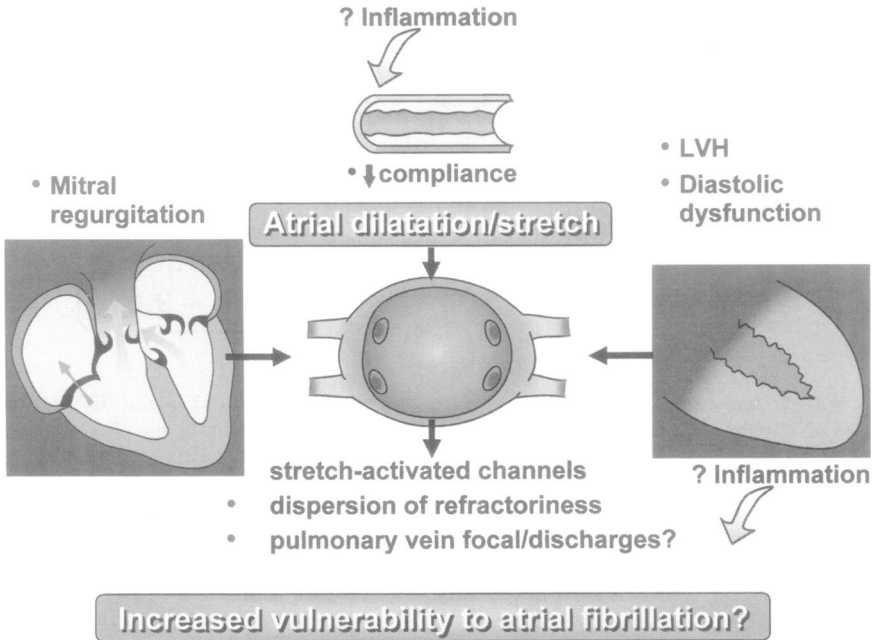 ? Inflammation
• ↓ compliance
• Mitral
regurgitation
• LVH
• Diastolic
dysfunction
Atrial dilatation/stretch
stretch-activated channels
• dispersion of refractoriness
• pulmonary vein focal/discharges?
? Inflammation
Increased vulnerability to atrial fibrillation?